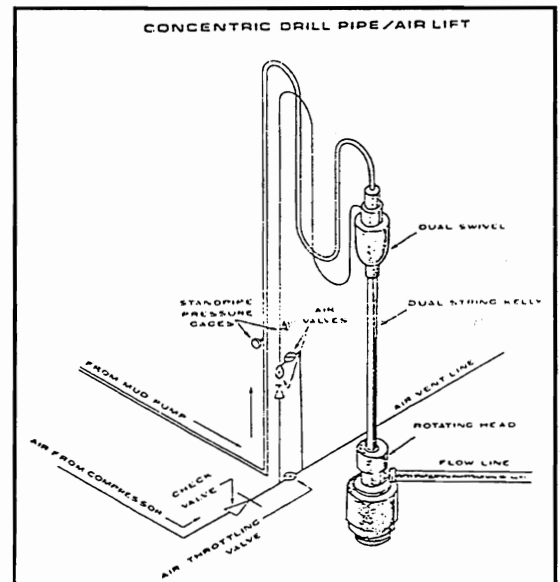 CONCENTRIC DRILL PIPE/AIR LIFT
DUAL SWIVEL
STANDPIPE
PRESSURE
GAGES
AIR
VALVES
DUAL STRING KELLY
FROM MUD PUMP
AIR VENT LINE
ROTATING HEAD
FLOW LINE
AIR FROM COMPRESSOR
CHECK
VALVE
AIR THROTTLING
VALVE